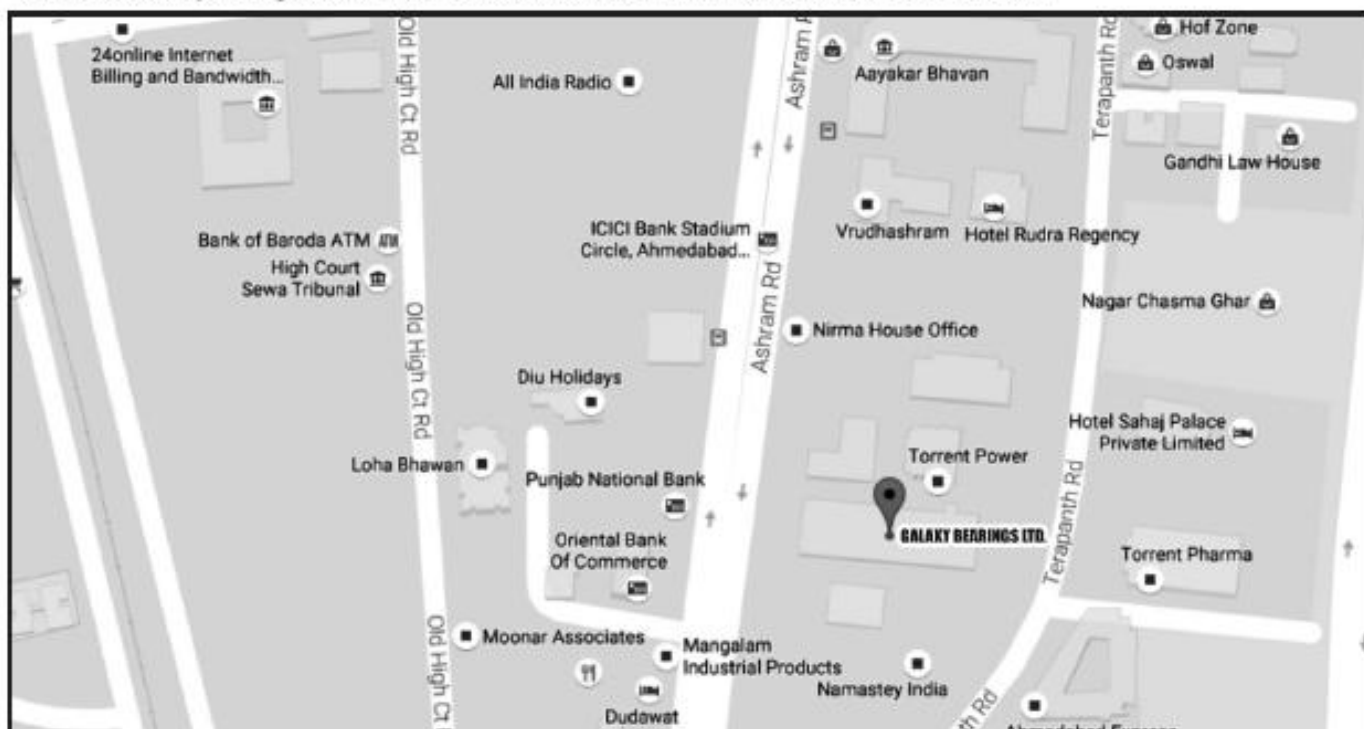 24online Internet
Billing and Bandwidth...
Old High Ct Rd
All India Radio
Ashram
Aayakar Bhavan
Terapanth Rd
Hof Zone
Oswal
Gandhi Law House
Bank of Baroda ATM
ATM
High Court
Sewa Tribunal
ICICI Bank Stadium
Circle, Ahmedabad...
Vrudhashram
Hotel Rudra Regency
Ashram Rd
Nagar Chasma Ghar
Old High Ct Rd
Nirma House Office
Diu Holidays
Hotel Sahaj Palace
Private Limited
Loha Bhawan
Punjab National Bank
Torrent Power
GALAXY BEARINGS LTD.
Oriental Bank
Of Commerce
Terapanth Rd
Torrent Pharma
Old High Ct
Moonar Associates
Mangalam
Industrial Products
Namastey India
Dudawat
th Rd